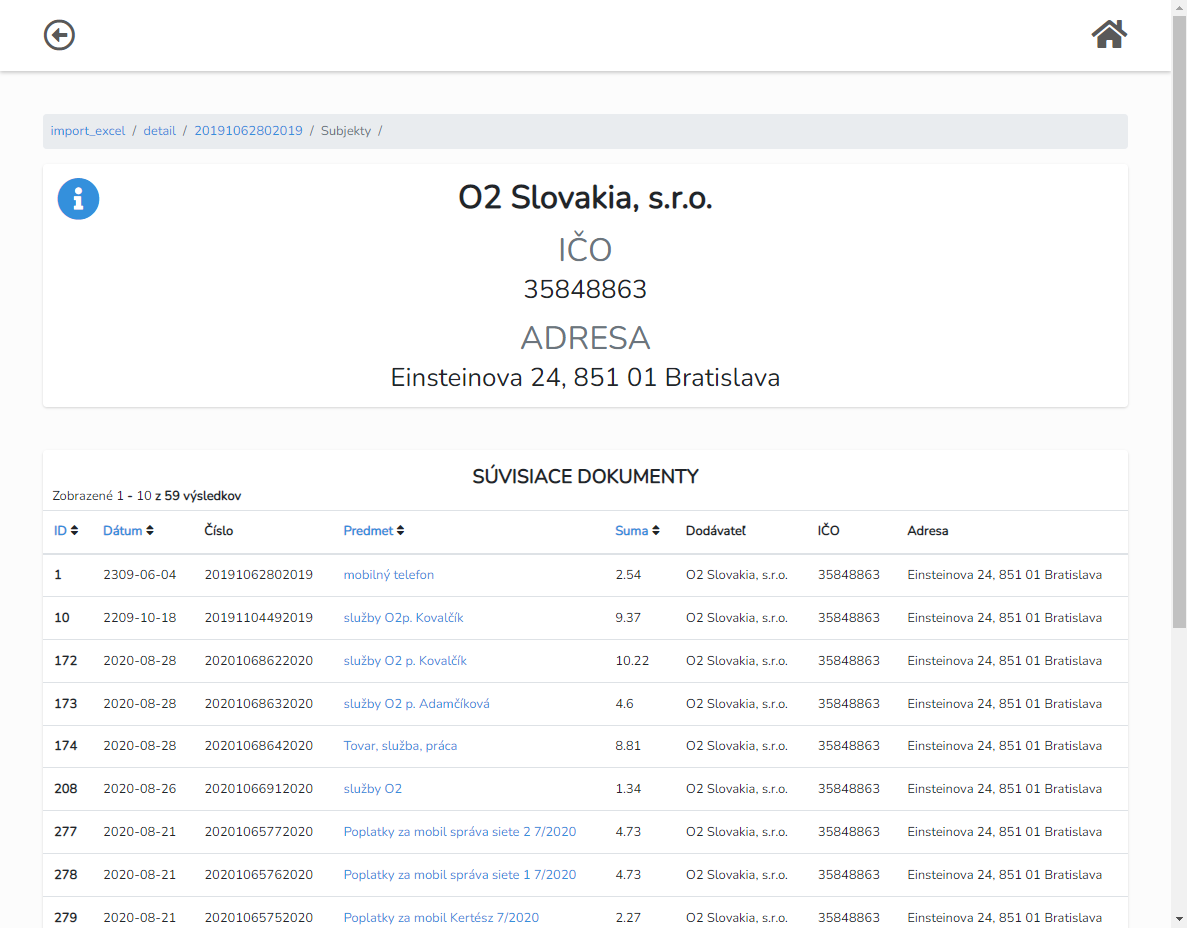 import_excel / detail / 20191062802019 / Subjekty /
O2 Slovakia, s.r.o.
IČO
35848863
ADRESA
Einsteinova 24, 851 01 Bratislava
SÚVISIACE DOKUMENTY
Zobrazené 1 - 10 z 59 výsledkov
ID Dátum Číslo Predmet Suma Dodávateľ IČO Adresa
1 2309-06-04 20191062802019 mobilný telefon 2.54 O2 Slovakia, s.r.o. 35848863 Einsteinova 24, 851 01 Bratislava
10 2209-10-18 20191104492019 služby O2p. Kovalčík 9.37 O2 Slovakia, s.r.o. 35848863 Einsteinova 24, 851 01 Bratislava
172 2020-08-28 20201068622020 služby O2 p. Kovalčík 10.22 O2 Slovakia, s.r.o. 35848863 Einsteinova 24, 851 01 Bratislava
173 2020-08-28 20201068632020 služby O2 p. Adamčíková 4.6 O2 Slovakia, s.r.o. 35848863 Einsteinova 24, 851 01 Bratislava
174 2020-08-28 20201068642020 Tovar, služba, práca 8.81 O2 Slovakia, s.r.o. 35848863 Einsteinova 24, 851 01 Bratislava
208 2020-08-26 20201066912020 služby O2 1.34 O2 Slovakia, s.r.o. 35848863 Einsteinova 24, 851 01 Bratislava
277 2020-08-21 20201065772020 Poplatky za mobil správa siete 2 7/2020 4.73 O2 Slovakia, s.r.o. 35848863 Einsteinova 24, 851 01 Bratislava
278 2020-08-21 20201065762020 Poplatky za mobil správa siete 1 7/2020 4.73 O2 Slovakia, s.r.o. 35848863 Einsteinova 24, 851 01 Bratislava
279 2020-08-21 20201065752020 Poplatky za mobil Kertész 7/2020 2.27 O2 Slovakia, s.r.o. 35848863 Einsteinova 24, 851 01 Bratislava